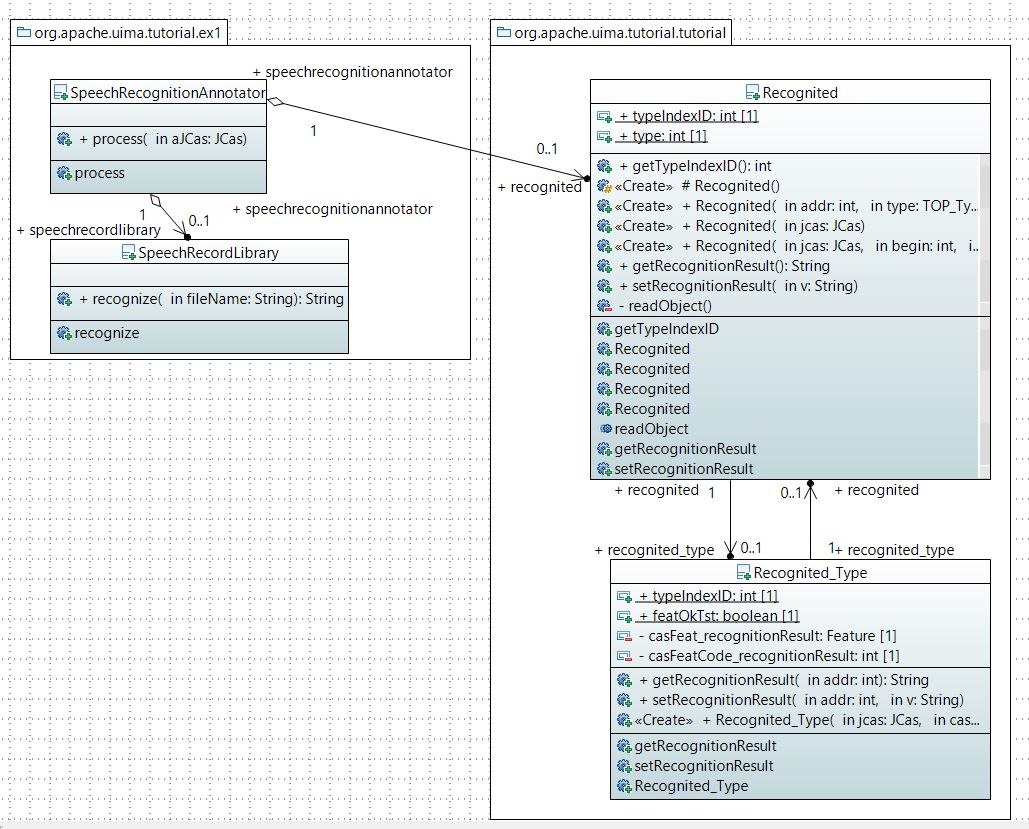 org.apache.uima.tutorial.ex1
+ speechrecognitionannotator
SpeechRecognitionAnnotator
+ process( in aJCas: JCas)
process
1
1
0..1
+ speechrecognitionannotator
+ speechrecordlibrary
SpeechRecordLibrary
+ recognize( in fileName: String): String
recognize
org.apache.uima.tutorial.tutorial
0..1
+ recognited
Recognited
+ typeIndexID: int [1]
+ type: int [1]
+ getTypeIndexID(): int
«Create» # Recognited()
«Create» + Recognited( in addr: int, in type: TOP_Ty...
«Create» + Recognited( in jcas: JCas)
«Create» + Recognited( in jcas: JCas, in begin: int, i...
+ getRecognitionResult(): String
+ setRecognitionResult( in v: String)
- readObject()
getTypeIndexID
Recognited
Recognited
Recognited
Recognited
readObject
getRecognitionResult
setRecognitionResult
+ recognited 1 0..1 + recognited
+ recognited_type 0..1 1 + recognited_type
Recognited_Type
+ typeIndexID: int [1]
+ featOkTst: boolean [1]
- casFeat_recognitionResult: Feature [1]
- casFeatCode_recognitionResult: int [1]
+ getRecognitionResult( in addr: int): String
+ setRecognitionResult( in addr: int, in v: String)
«Create» + Recognited_Type( in jcas: JCas, in cas...
getRecognitionResult
setRecognitionResult
Recognited_Type